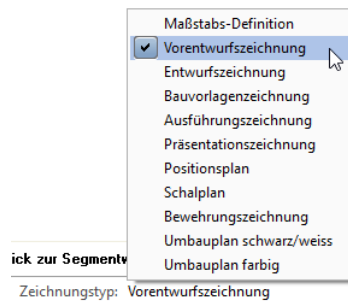 Maßstabs-Definition
Vorentwurfszeichnung
Entwurfszeichnung
Bauvorlagenzeichnung
Ausführungszeichnung
Präsentationszeichnung
Positionsplan
Schalplan
Bewehrungszeichnung
Umbauplan schwarz/weiss
Umbauplan farbig
ick zur Segmentw
Zeichnungstyp: Vorentwurfszeichnung